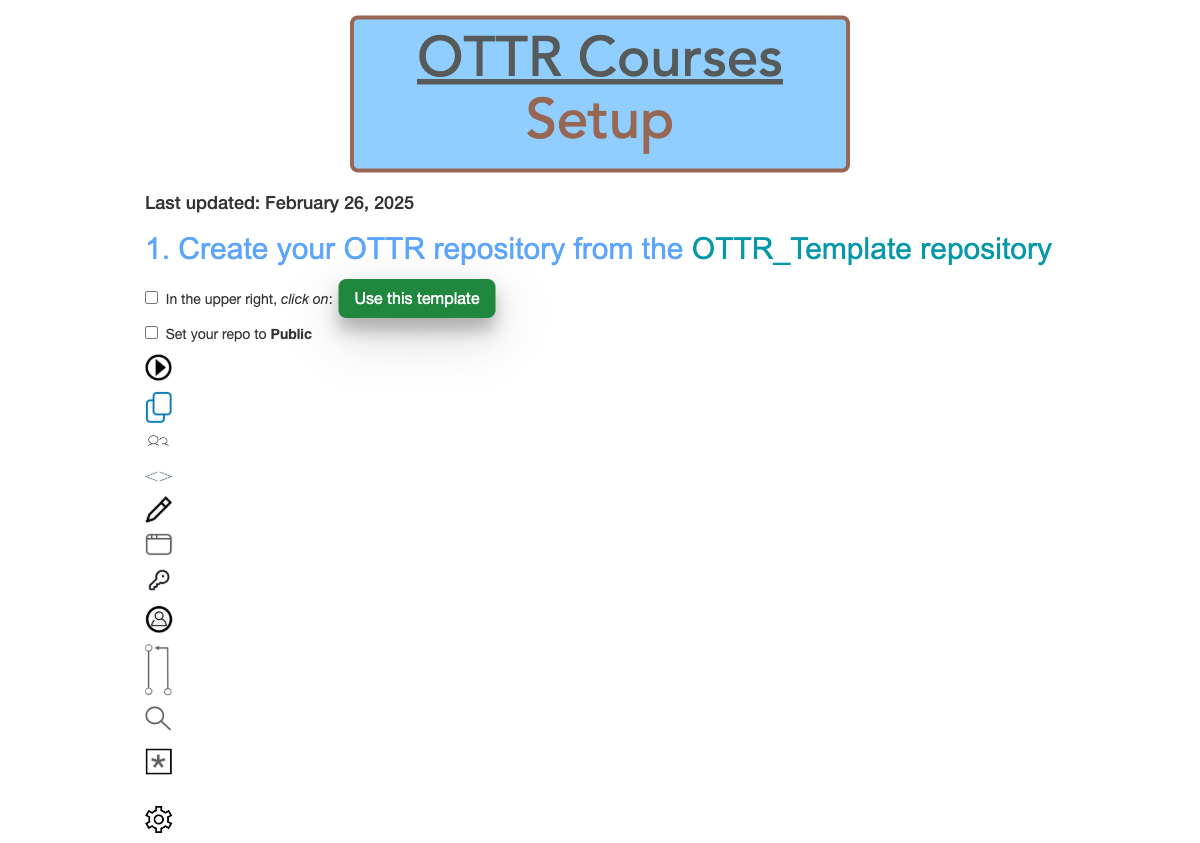 OTTR Courses
Setup
Last updated: February 26, 2025
1. Create your OTTR repository from the OTTR_Template repository
In the upper right, click on: Use this template
Set your repo to Public